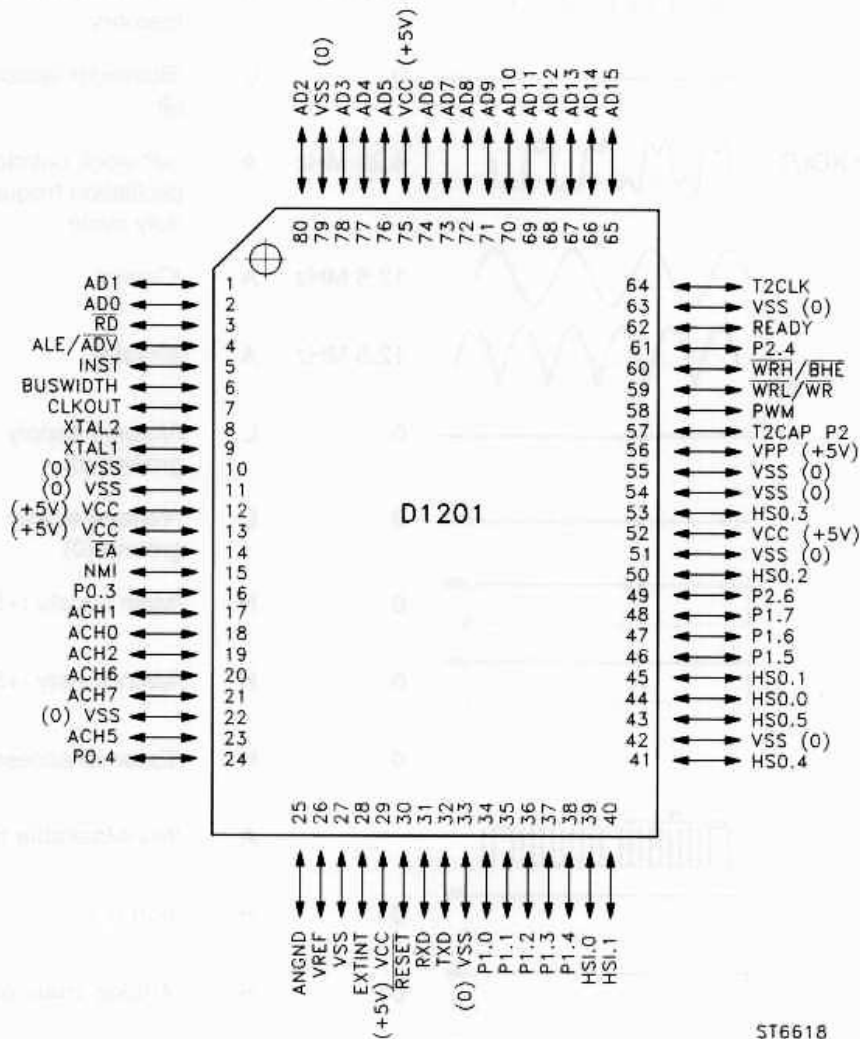 AD2
VSS (0)
AD3
AD4
AD5
VCC (+5V)
AD6
AD7
AD8
AD9
AD10
AD11
AD12
AD13
AD14
AD15
80 79 78 77 76 75 74 73 72 71 70 69 68 67 66 65
AD1 1
AD0 2
R̅D̅ 3
ALE/A̅D̅V̅ 4
INST 5
BUSWIDTH 6
CLKOUT 7
XTAL2 8
XTAL1 9
(0) VSS 10
(0) VSS 11
(+5V) VCC 12
(+5V) VCC 13
E̅A̅ 14
NMI 15
P0.3 16
ACH1 17
ACH0 18
ACH2 19
ACH6 20
ACH7 21
(0) VSS 22
ACH5 23
P0.4 24
D1201
64 T2CLK
63 VSS (0)
62 READY
61 P2.4
60 W̅R̅H̅/B̅H̅E̅
59 W̅R̅L̅/W̅R̅
58 PWM
57 T2CAP P2
56 VPP (+5V)
55 VSS (0)
54 VSS (0)
53 HS0.3
52 VCC (+5V)
51 VSS (0)
50 HS0.2
49 P2.6
48 P1.7
47 P1.6
46 P1.5
45 HS0.1
44 HS0.0
43 HS0.5
42 VSS (0)
41 HS0.4
25 26 27 28 29 30 31 32 33 34 35 36 37 38 39 40
ANGND
VREF
VSS
EXTINT
(+5V) VCC
R̅E̅S̅E̅T̅
RXD
TXD
(0) VSS
P1.0
P1.1
P1.2
P1.3
P1.4
HSI.0
HSI.1
ST6618
12.5 MHz A
12.5 MHz A